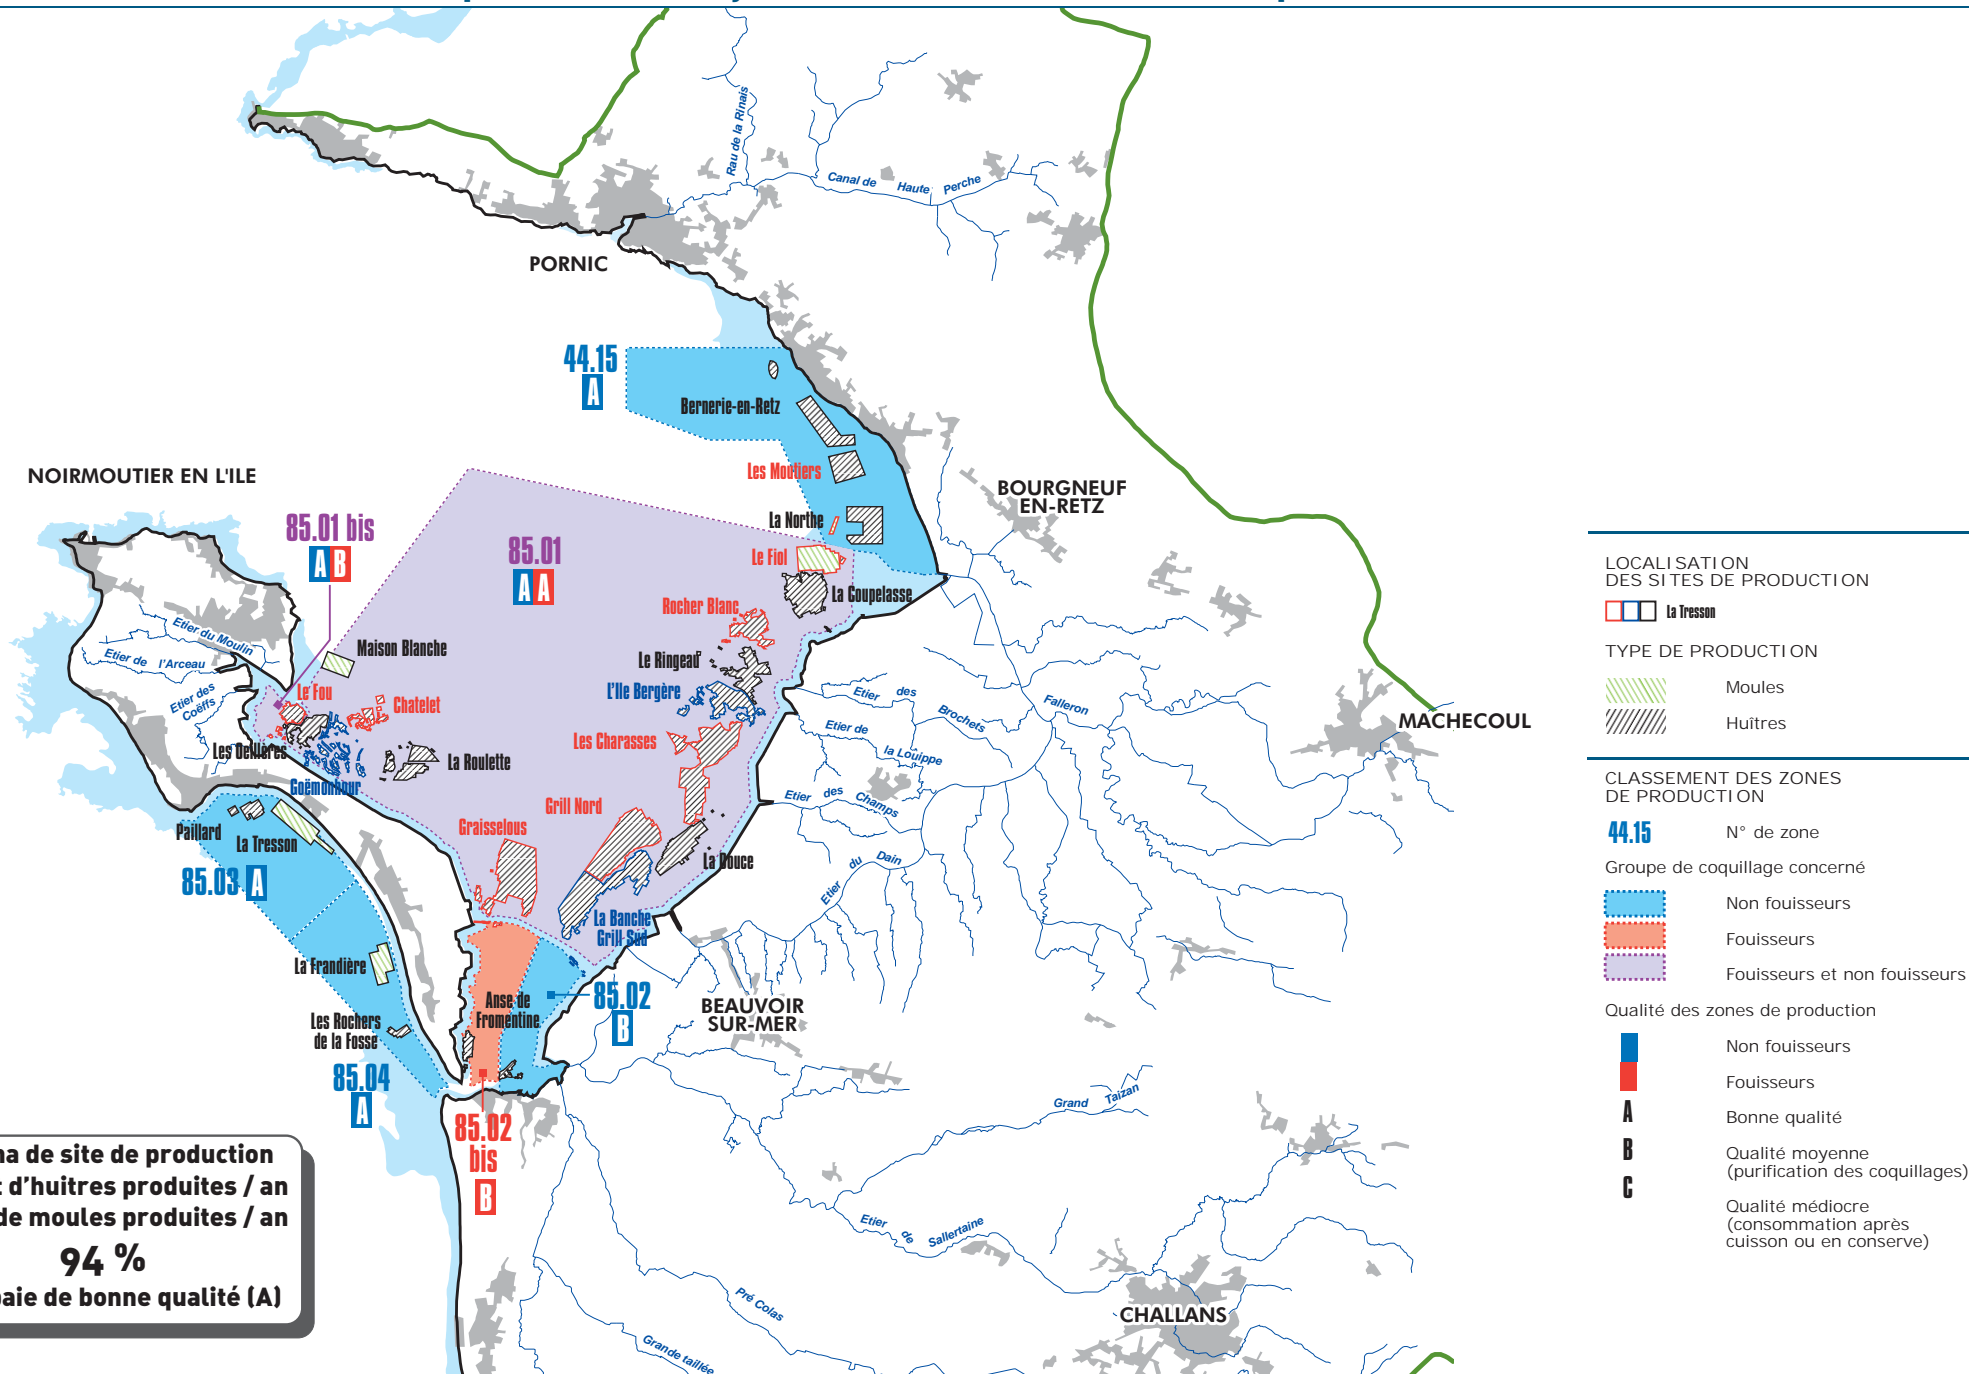 PORNIC
Rau de la Rinais
Canal de Haute Perche
44.15
A
Bernerie-en-Retz
Les Moutiers
La Northe
Le Fiol
La Coupelasse
NOIRMOUTIER EN L'ILE
BOURGNEUF
EN-RETZ
85.01 bis
A B
85.01
A A
Rocher Blanc
Le Ringeau
L'Ile Bergère
Les Charasses
Maison Blanche
Etier du Moulin
Etier de l'Arceau
Etier des
Coëffs
Le Fou
Chatelet
Les Oeillères
Goëmonhour
La Roulette
Grill Nord
Graisselous
La Douce
La Banche
Grill Sud
Paillard
La Tresson
85.03 A
La Frandière
Les Rochers
de la Fosse
85.04
A
Anse de
Fromentine
85.02
B
85.02
bis
B
Etier des Brochets
Falleron
Etier de la Louippe
Etier des Champs
Etier du Dain
MACHECOUL
BEAUVOIR
SUR-MER
Grand Taizan
Etier de Sallertaine
Pré Colas
Grande taillée
CHALLANS
de site de production
d'huitres produites / an
de moules produites / an
94 %
baie de bonne qualité (A)
LOCALISATION
DES SITES DE PRODUCTION
La Tresson
TYPE DE PRODUCTION
Moules
Huîtres
CLASSEMENT DES ZONES
DE PRODUCTION
44.15 N° de zone
Groupe de coquillage concerné
Non fouisseurs
Fouisseurs
Fouisseurs et non fouisseurs
Qualité des zones de production
Non fouisseurs
Fouisseurs
A Bonne qualité
B Qualité moyenne
(purification des coquillages)
C Qualité médiocre
(consommation après
cuisson ou en conserve)